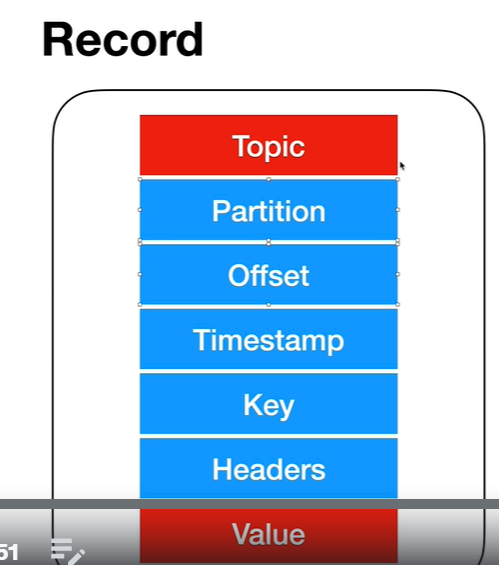 Record
Topic
Partition
Offset
Timestamp
Key
Headers
Value
51